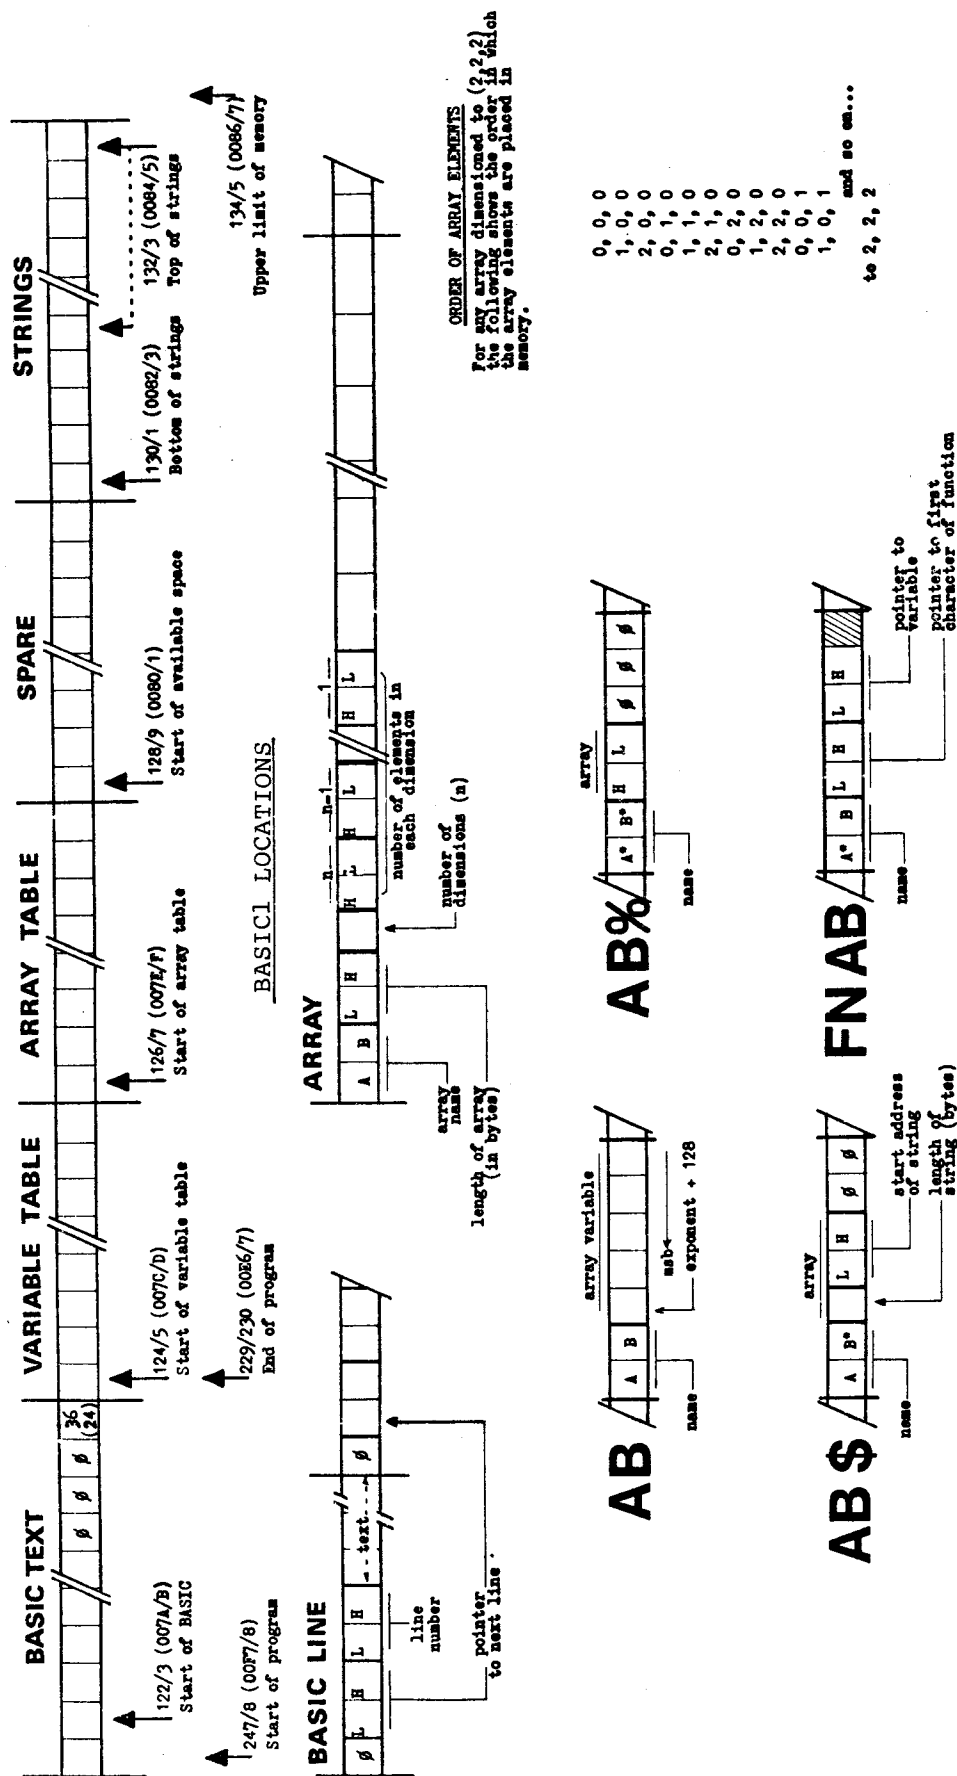 BASIC TEXT
VARIABLE TABLE
ARRAY TABLE
SPARE
STRINGS
ø ø ø 36
(24)
122/3 (007A/B)
Start of BASIC
247/8 (00F7/8)
Start of program
124/5 (007C/D)
Start of variable table
229/230 (00E6/7)
End of program
126/7 (007E/F)
Start of array table
128/9 (0080/1)
Start of available space
130/1 (0082/3)
Bottom of strings
132/3 (0084/5)
Top of strings
134/5 (0086/7)
Upper limit of memory
BASIC1 LOCATIONS
BASIC LINE
ø L H L H text ø
line
number
pointer
to next line
ARRAY
A B L H H L H L H L
n n-1 1
array
name
length of array
(in bytes)
number of
dimensions (n)
number of elements in
each dimension
ORDER OF ARRAY ELEMENTS
For any array dimensioned to (2,2,2)
the following shows the order in which
the array elements are placed in
memory.
0, 0, 0
1, 0, 0
2, 0, 0
0, 1, 0
1, 1, 0
2, 1, 0
0, 2, 0
1, 2, 0
2, 2, 0
0, 0, 1
1, 0, 1
and so on...
to 2, 2, 2
AB
array variable
A B
name
msb
exponent + 128
AB%
array
A* B* H L ø ø ø
name
AB$
array
A B* L H ø ø
name
start address
of string
length of
string (bytes)
FN AB
A* B L H L H
name
pointer to
variable
pointer to first
character of function